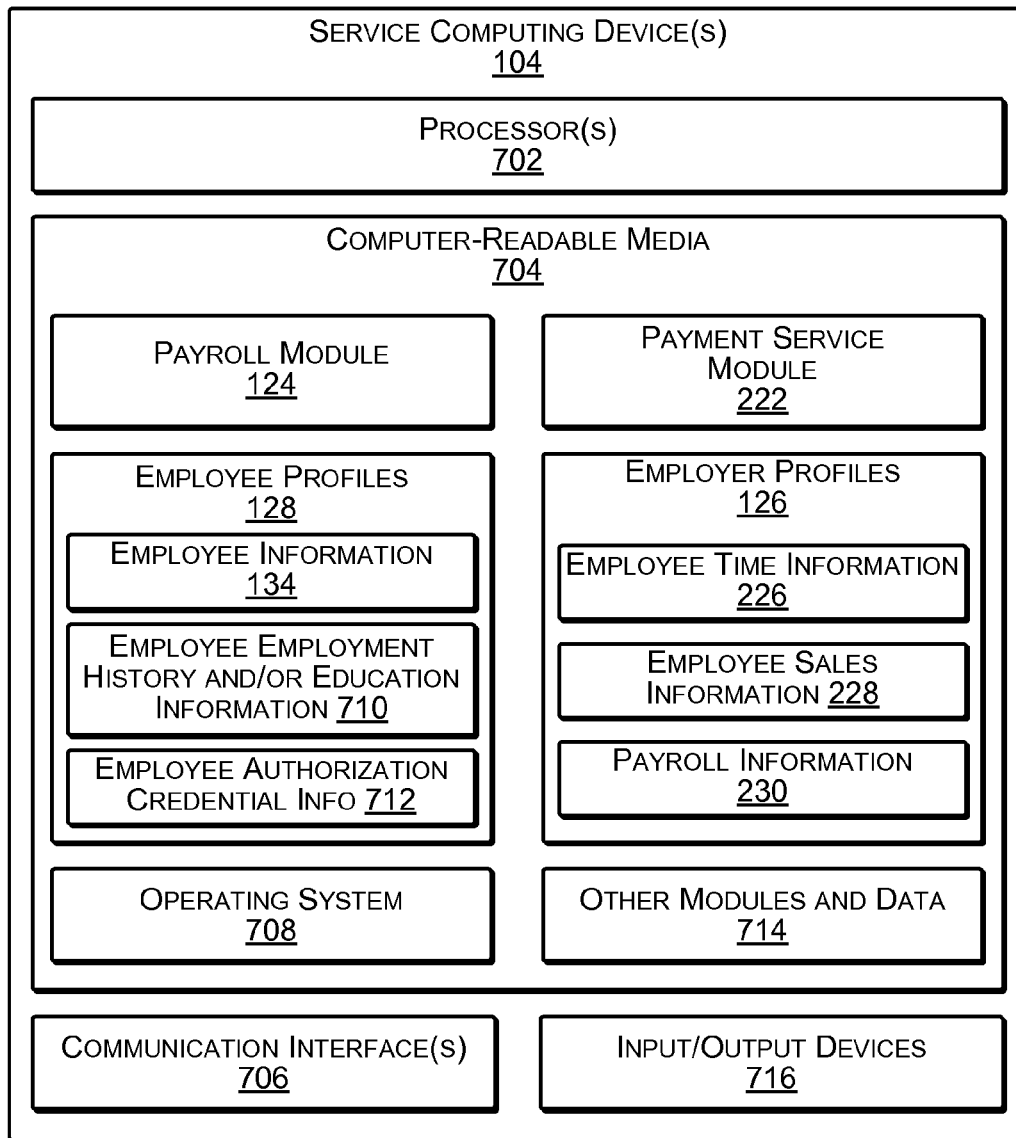 SERVICE COMPUTING DEVICE(S)
104
PROCESSOR(S)
702
COMPUTER-READABLE MEDIA
704
PAYROLL MODULE
124
PAYMENT SERVICE
MODULE
222
EMPLOYEE PROFILES
128
EMPLOYEE INFORMATION
134
EMPLOYEE EMPLOYMENT
HISTORY AND/OR EDUCATION
INFORMATION 710
EMPLOYEE AUTHORIZATION
CREDENTIAL INFO 712
EMPLOYER PROFILES
126
EMPLOYEE TIME INFORMATION
226
EMPLOYEE SALES
INFORMATION 228
PAYROLL INFORMATION
230
OPERATING SYSTEM
708
OTHER MODULES AND DATA
714
COMMUNICATION INTERFACE(S)
706
INPUT/OUTPUT DEVICES
716